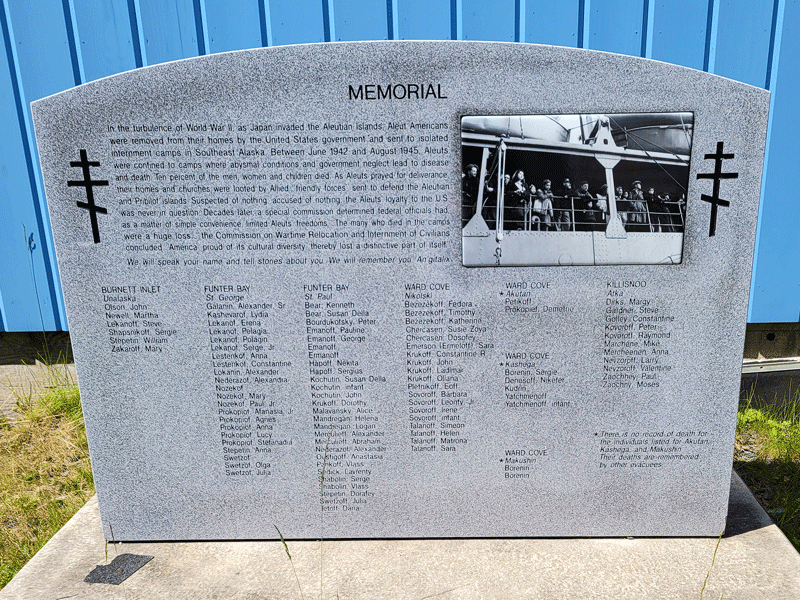 MEMORIAL
In the turbulence of World War II, as Japan invaded the Aleutian Islands, Aleut Americans
were removed from their homes by the United States government and sent to isolated
internment camps in Southeast Alaska. Between June 1942 and August 1945, Aleuts
were confined to camps where abysmal conditions and government neglect lead to disease
and death. Ten percent of the men, women and children died. As Aleuts prayed for deliverance,
their homes and churches were looted by Allied "friendly forces" sent to defend the Aleutian
and Pribilof Islands. Suspected of nothing, accused of nothing, the Aleuts' loyalty to the U.S.
was never in question. Decades later, a special commission determined federal officials had,
as a matter of simple convenience, limited Aleuts freedoms. "The many who died in the camps
were a huge loss..." the Commission on Wartime Relocation and Internment of Civilians
concluded. "America, proud of its cultural diversity, thereby lost a distinctive part of itself."
We will speak your name and tell stories about you. We will remember you. An'gitalix.
BURNETT INLET
Unalaska
Olson, John
Newell, Martha
Lekanoff, Steve
Shapsnikoff, Sergie
Stepetin, William
Zakaroff, Mary
FUNTER BAY
St. George
Galanin, Alexander, Sr.
Kashevarof, Lydia
Lekanof, Erena
Lekanof, Pelagia
Lekanof, Polagin
Lekanof, Serge, Jr.
Lestenkof, Anna
Lestenkof, Constantine
Lokanin, Alexander
Nederazof, Alexandra
Nozekof
Nozekof, Mary
Nozekof, Paul, Jr.
Prokopiof, Manasia, Jr.
Prokopiof, Agnes
Prokopiof, Anna
Prokopiof, Lucy
Prokopiof, Stefanadia
Stepetin, Anna
Swetzof
Swetzof, Olga
Swetzof, Julia
FUNTER BAY
St. Paul
Bear, Kenneth
Bear, Susan Della
Bourdukofsky, Peter
Emanoff, Pauline
Emanoff, George
Emanoff
Emanoff
Hapoff, Nekita
Hapoff, Sergius
Kochutin, Susan Della
Kochutin, infant
Kochutin, John
Krukoff, Dorothy
Malavansky, Alice
Mandregan, Helena
Mandregan, Logan
Merculieff, Alexander
Merculieff, Abraham
Nederazof, Alexander
Oustigoff, Anastasia
Pankoff, Vlass
Sedick, Lavrenty
Shabolin, Serge
Shabolin, Vlass
Stepetin, Dorafey
Swetzoff, Julia
Tetoff, Daria
WARD COVE
Nikolski
Bezezekoff, Fedora
Bezezekoff, Timothy
Bezezekoff, Katherine
Chercasen, Susie Zoya
Chercasen, Dosofey
Emerson (Ermeloff), Sara
Krukoff, Constantine R.
Krukoff, John
Krukoff, Ladimar
Krukoff, Oliana
Pletnikoff, Eoff
Sovoroff, Barbara
Sovoroff, Leonty, Jr.
Sovoroff, Irene
Sovoroff, infant
Talanoff, Simeon
Talanoff, Helen
Talanoff, Matrona
Talanoff, Sara
WARD COVE
* Akutan
Petikoff
Prokopief, Demetrio
WARD COVE
* Kashega
Borenin, Sergie
Denusoff, Nikefer
Kudrin
Yatchmenoff
Yatchmenoff, infant
WARD COVE
* Makushin
Borenin
Borenin
KILLISNOO
Atka
Dirks, Margy
Gardner, Steve
Golley, Constantine
Kovoroff, Peter
Kovoroff, Raymond
Marchene, Mike
Mercheenen, Anna
Nevzoroff, Larry
Nevzoroff, Valentine
Zaochney, Paul
Zaochny, Moses
* There is no record of death for
the individuals listed for Akutan,
Kashega, and Makushin.
Their deaths are remembered
by other evacuees.